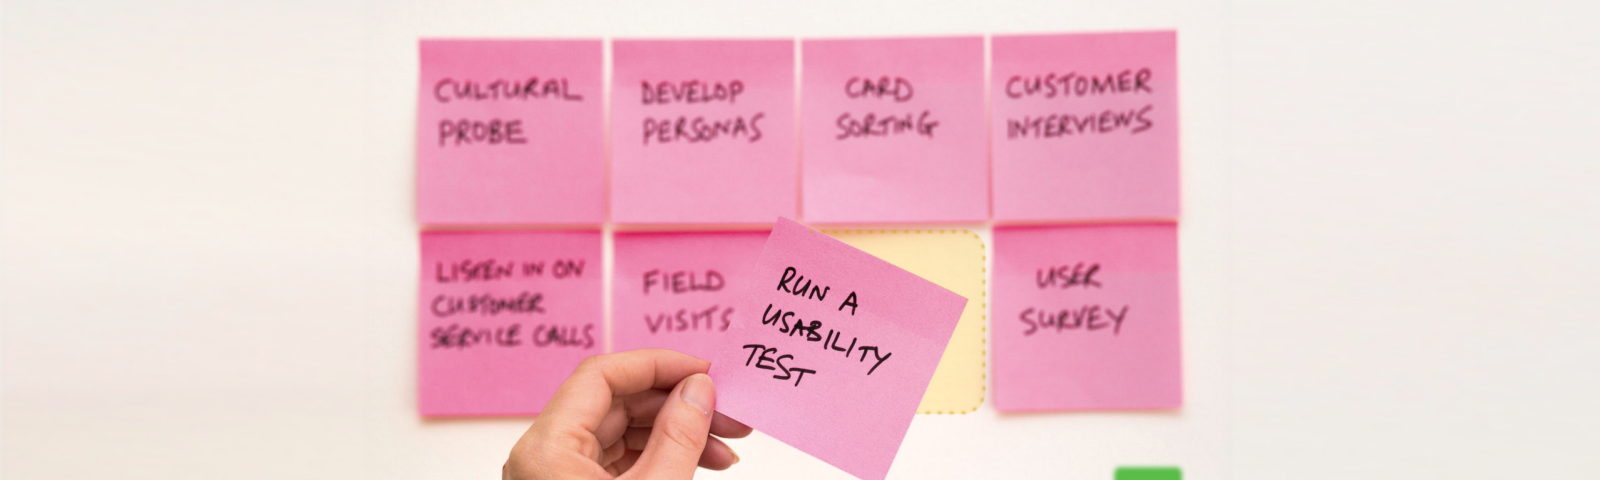 CULTURAL
PROBE
DEVELOP
PERSONAS
CARD
SORTING
CUSTOMER
INTERVIEWS
LISTEN IN ON
CUSTOMER
SERVICE CALLS
FIELD
VISITS
RUN A
USABILITY
TEST
USER
SURVEY